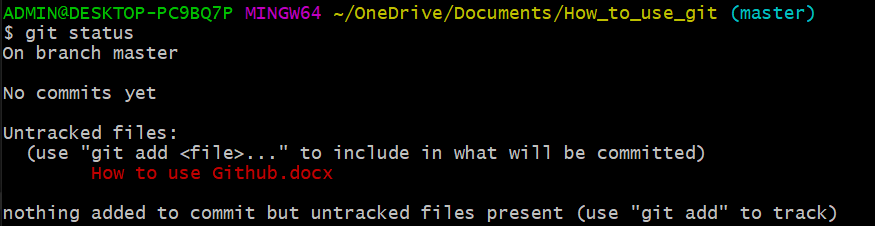 ADMIN@DESKTOP-PC9BQ7P MINGW64 ~/OneDrive/Documents/How_to_use_git (master)
$ git status
On branch master
No commits yet
Untracked files:
  (use "git add <file>..." to include in what will be committed)
        How to use Github.docx
nothing added to commit but untracked files present (use "git add" to track)